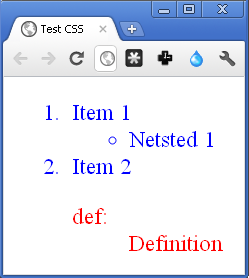 Test CSS
1. Item 1
Netsted 1
2. Item 2
def:
Definition